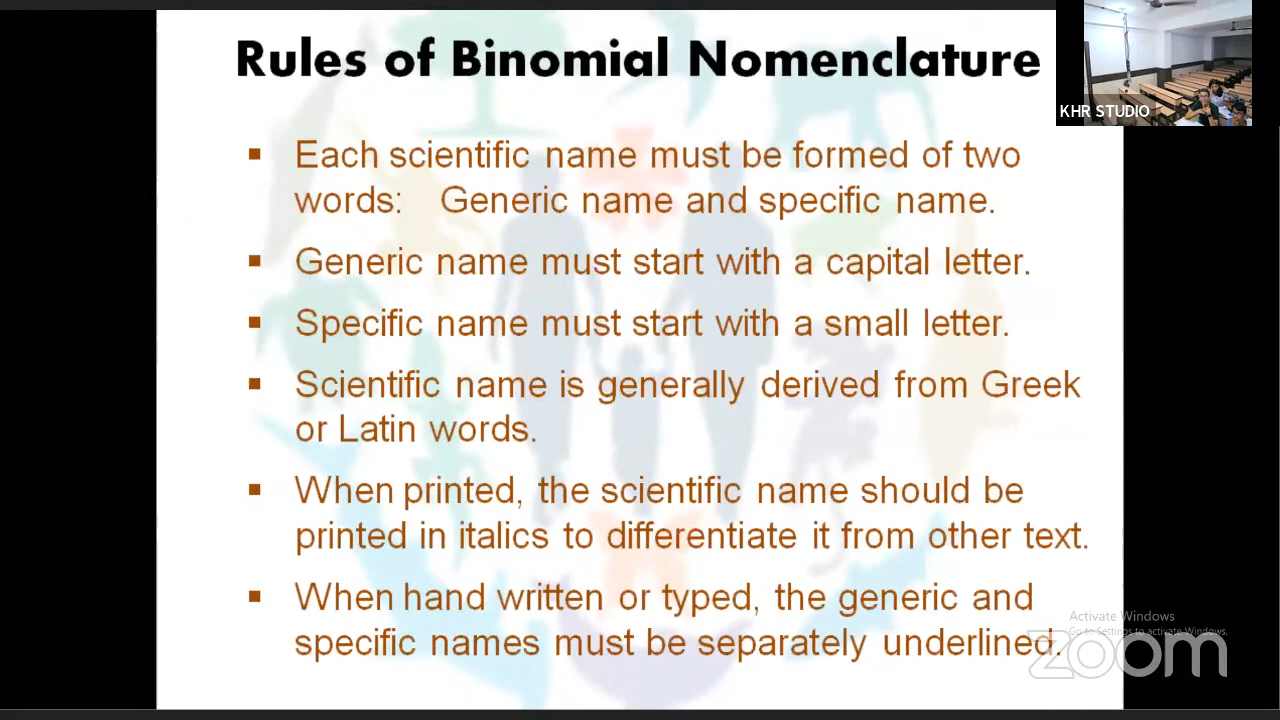 Rules of Binomial Nomenclature
KHR STUDIO
▪ Each scientific name must be formed of two
words: Generic name and specific name.
▪ Generic name must start with a capital letter.
▪ Specific name must start with a small letter.
▪ Scientific name is generally derived from Greek
or Latin words.
▪ When printed, the scientific name should be
printed in italics to differentiate it from other text.
▪ When hand written or typed, the generic and
specific names must be separately underlined.
Activate Windows
Go to Settings to activate Windows.
zoom